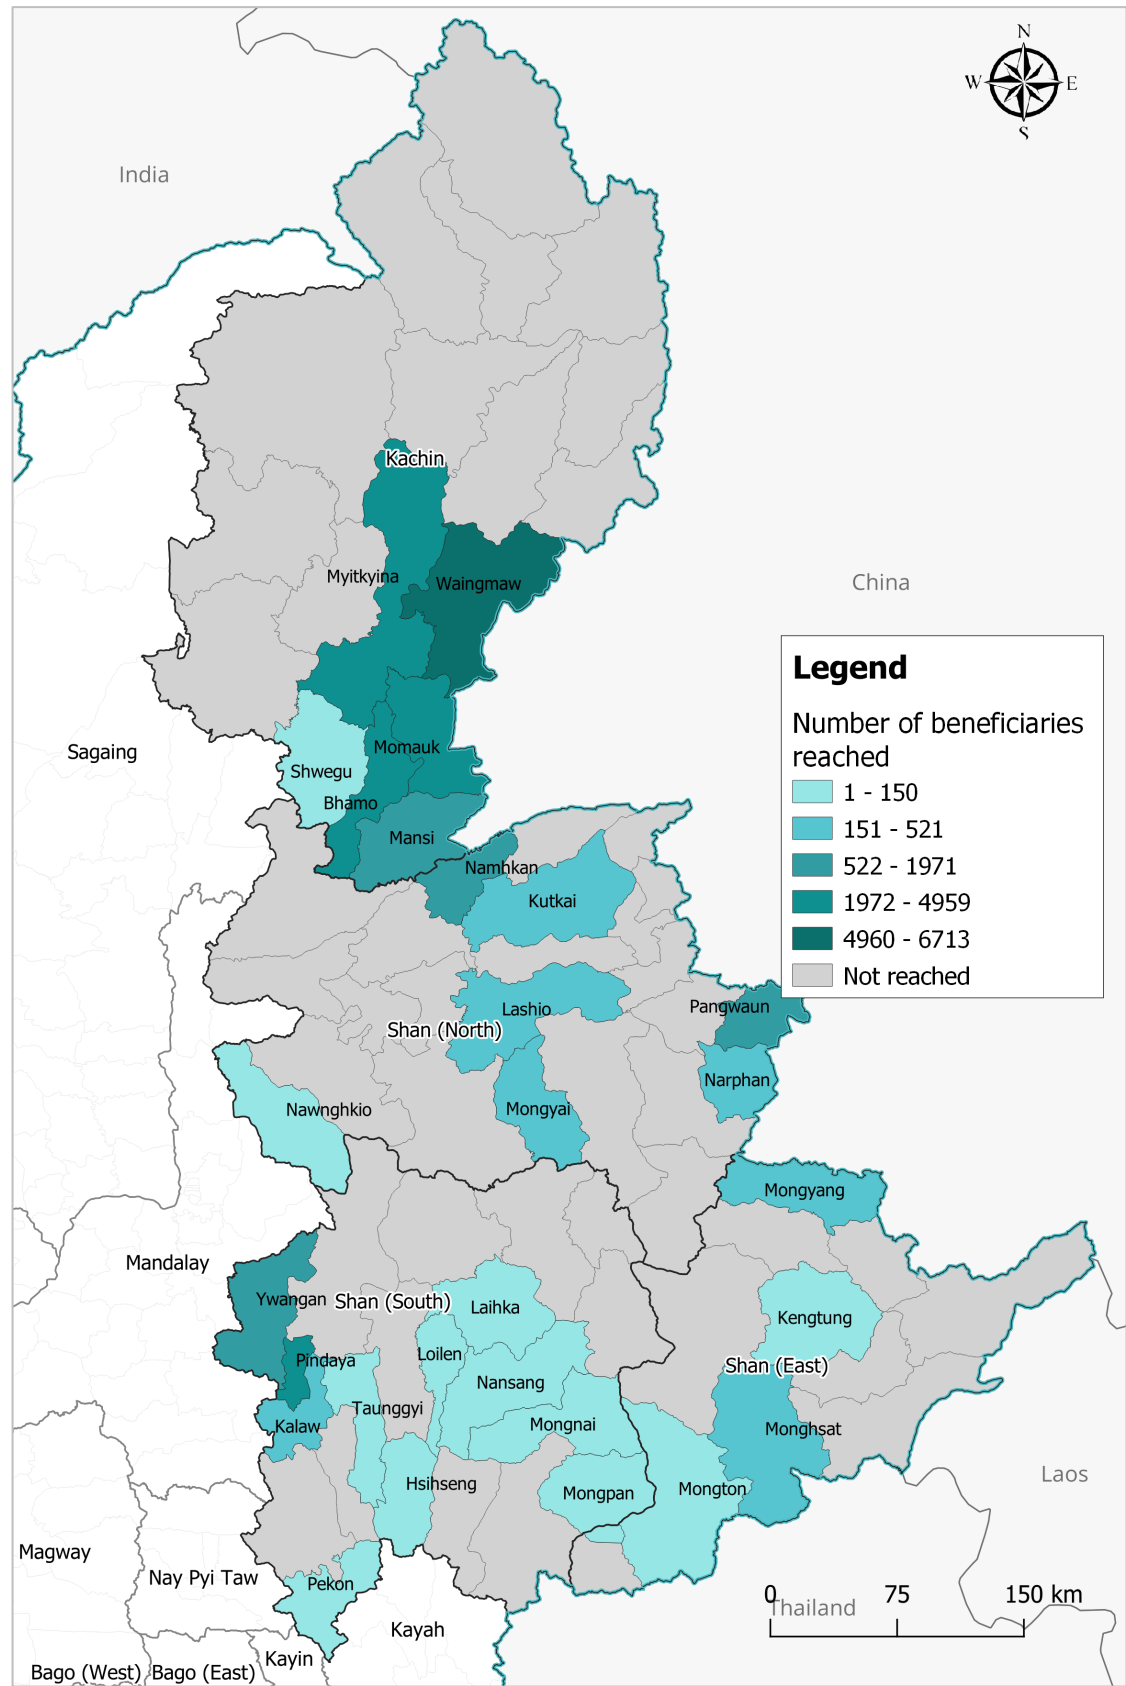 N
W
E
S
India
Kachin
Myitkyina
Waingmaw
China
Legend
Number of beneficiaries
reached
1 - 150
151 - 521
522 - 1971
1972 - 4959
4960 - 6713
Not reached
Sagaing
Momauk
Shwegu
Bhamo
Mansi
Namhkan
Kutkai
Lashio
Pangwaun
Shan (North)
Narphan
Nawnghkio
Mongyai
Mongyang
Mandalay
Ywangan
Shan (South)
Laihka
Kengtung
Loilen
Pindaya
Shan (East)
Nansang
Taunggyi
Kalaw
Mongnai
Monghsat
Hsihseng
Mongpan
Mongton
Laos
Magway
Nay Pyi Taw
Pekon
0
75
150 km
Thailand
Kayah
Kayin
Bago (West)
Bago (East)